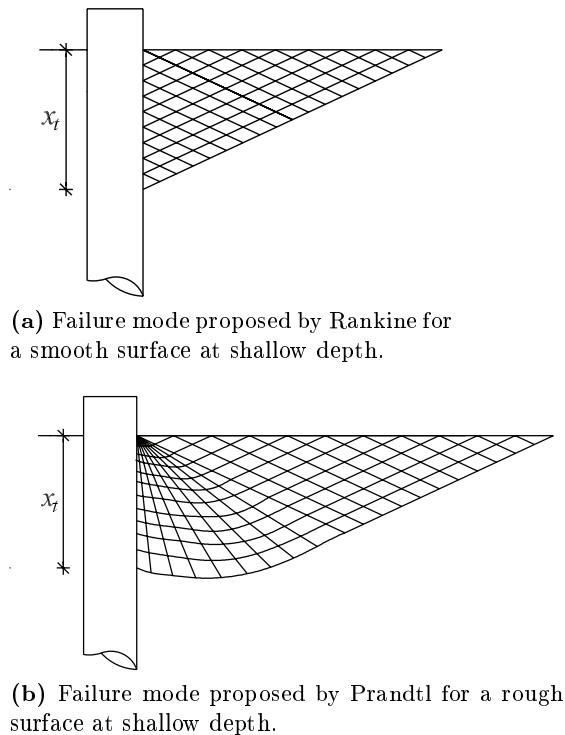 x_t
(a) Failure mode proposed by Rankine for
a smooth surface at shallow depth.
x_t
(b) Failure mode proposed by Prandtl for a rough
surface at shallow depth.